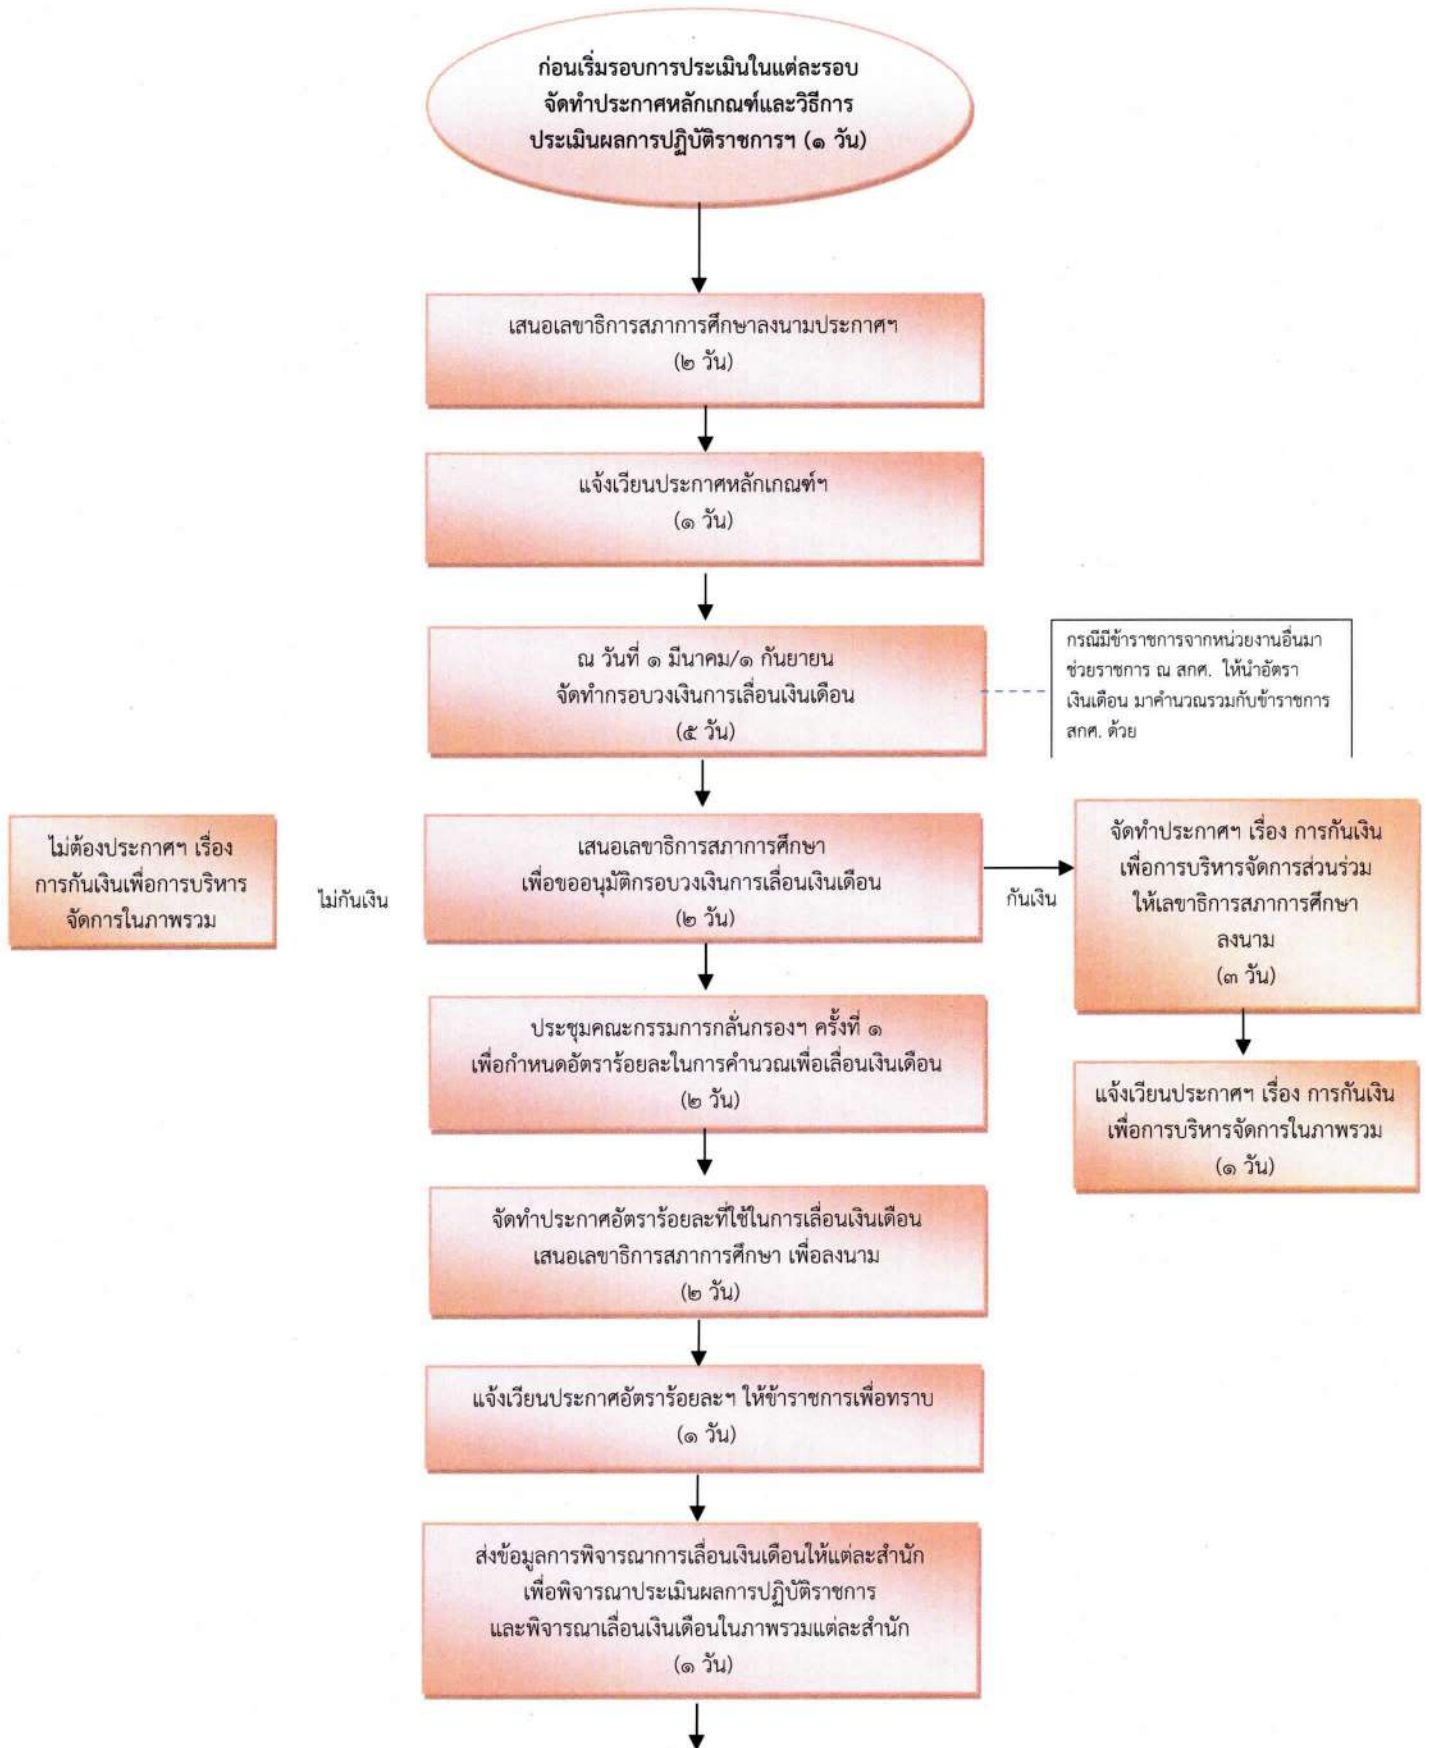 ก่อนเริ่มรอบการประเมินในแต่ละรอบ
จัดทำประกาศหลักเกณฑ์และวิธีการ
ประเมินผลการปฏิบัติราชการฯ (๑ วัน)
เสนอเลขาธิการสภาการศึกษาลงนามประกาศฯ
(๒ วัน)
แจ้งเวียนประกาศหลักเกณฑ์ฯ
(๑ วัน)
ณ วันที่ ๑ มีนาคม/๑ กันยายน
จัดทำกรอบวงเงินการเลื่อนเงินเดือน
(๕ วัน)
กรณีมีข้าราชการจากหน่วยงานอื่นมา
ช่วยราชการ ณ สกศ. ให้นำอัตรา
เงินเดือน มาคำนวณรวมกับข้าราชการ
สกศ. ด้วย
ไม่ต้องประกาศฯ เรื่อง
การกันเงินเพื่อการบริหาร
จัดการในภาพรวม
ไม่กันเงิน
เสนอเลขาธิการสภาการศึกษา
เพื่อขออนุมัติกรอบวงเงินการเลื่อนเงินเดือน
(๒ วัน)
กันเงิน
จัดทำประกาศฯ เรื่อง การกันเงิน
เพื่อการบริหารจัดการส่วนร่วม
ให้เลขาธิการสภาการศึกษา
ลงนาม
(๓ วัน)
ประชุมคณะกรรมการกลั่นกรองฯ ครั้งที่ ๑
เพื่อกำหนดอัตราร้อยละในการคำนวณเพื่อเลื่อนเงินเดือน
(๒ วัน)
แจ้งเวียนประกาศฯ เรื่อง การกันเงิน
เพื่อการบริหารจัดการในภาพรวม
(๑ วัน)
จัดทำประกาศอัตราร้อยละที่ใช้ในการเลื่อนเงินเดือน
เสนอเลขาธิการสภาการศึกษา เพื่อลงนาม
(๒ วัน)
แจ้งเวียนประกาศอัตราร้อยละฯ ให้ข้าราชการเพื่อทราบ
(๑ วัน)
ส่งข้อมูลการพิจารณาการเลื่อนเงินเดือนให้แต่ละสำนัก
เพื่อพิจารณาประเมินผลการปฏิบัติราชการ
และพิจารณาเลื่อนเงินเดือนในภาพรวมแต่ละสำนัก
(๑ วัน)